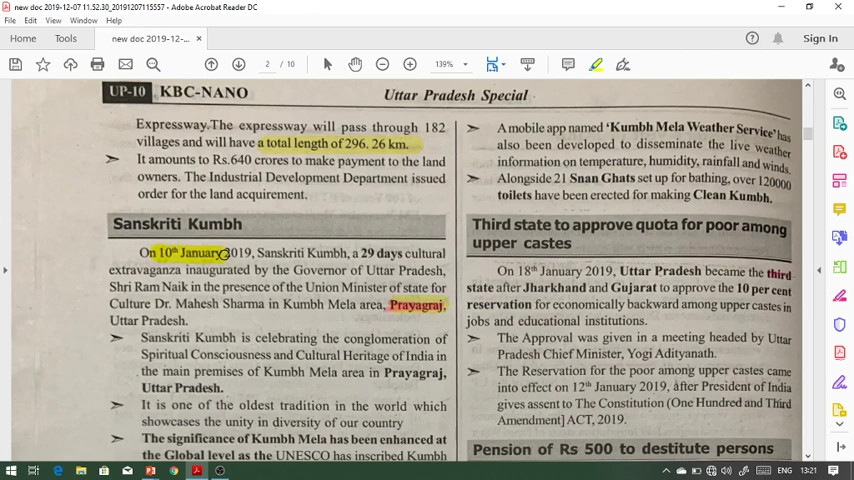 new doc 2019-12-07 11.52.30_20191207115557 - Adobe Acrobat Reader DC
File Edit View Window Help
Home Tools new doc 2019-12-... × Sign In
2 / 10 139%
UP-10 KBC-NANO
Uttar Pradesh Special
Expressway.The expressway will pass through 182
villages and will have a total length of 296. 26 km.
It amounts to Rs.640 crores to make payment to the land
owners. The Industrial Development Department issued
order for the land acquirement.
Sanskriti Kumbh
On 10th January 2019, Sanskriti Kumbh, a 29 days cultural
extravaganza inaugurated by the Governor of Uttar Pradesh,
Shri Ram Naik in the presence of the Union Minister of state for
Culture Dr. Mahesh Sharma in Kumbh Mela area, Prayagraj,
Uttar Pradesh.
Sanskriti Kumbh is celebrating the conglomeration of
Spiritual Consciousness and Cultural Heritage of India in
the main premises of Kumbh Mela area in Prayagraj,
Uttar Pradesh.
It is one of the oldest tradition in the world which
showcases the unity in diversity of our country
The significance of Kumbh Mela has been enhanced at
the Global level as the UNESCO has inscribed Kumbh
A mobile app named 'Kumbh Mela Weather Service' has
also been developed to disseminate the live weather
information on temperature, humidity, rainfall and winds.
Alongside 21 Snan Ghats set up for bathing, over 120000
toilets have been erected for making Clean Kumbh.
Third state to approve quota for poor among
upper castes
On 18th January 2019, Uttar Pradesh became the third
state after Jharkhand and Gujarat to approve the 10 per cent
reservation for economically backward among upper castes in
jobs and educational institutions.
The Approval was given in a meeting headed by Uttar
Pradesh Chief Minister, Yogi Adityanath.
The Reservation for the poor among upper castes came
into effect on 12th January 2019, after President of India
gives assent to The Constitution (One Hundred and Third
Amendment] ACT, 2019.
Pension of Rs 500 to destitute persons
ENG 13:21